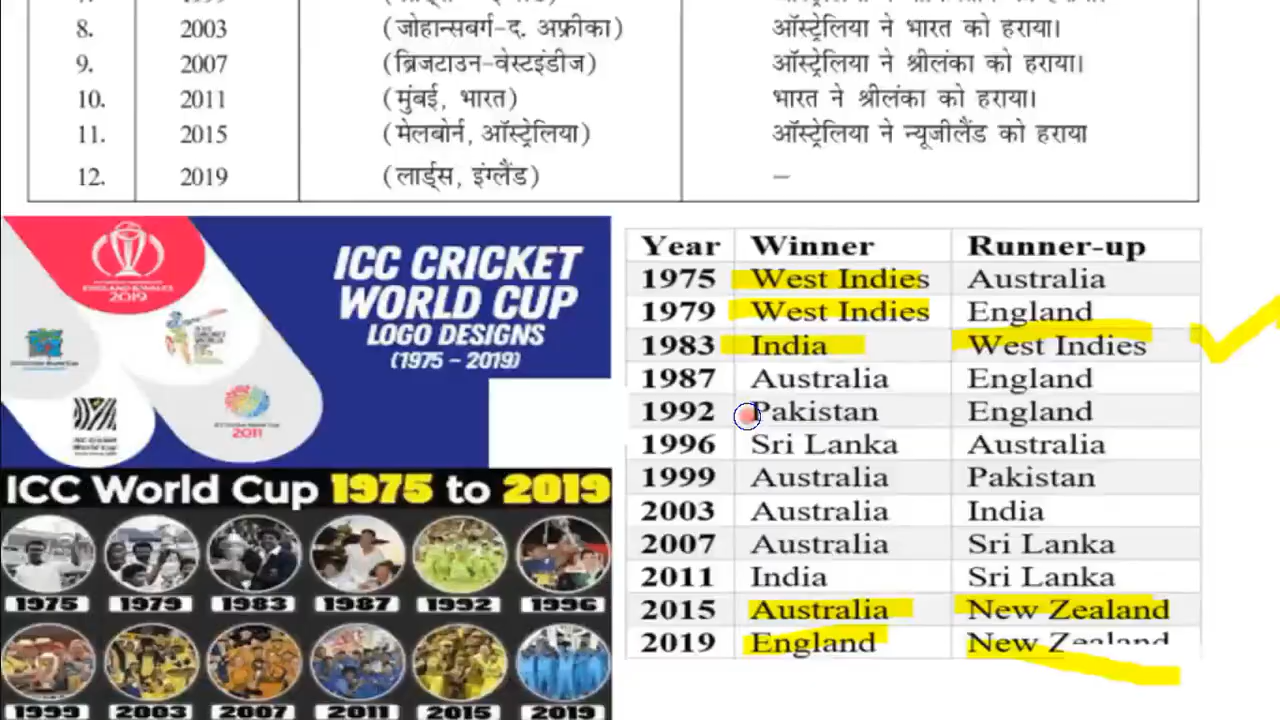 8. 2003 (जोहान्सबर्ग-द. अफ्रीका) ऑस्ट्रेलिया ने भारत को हराया।
9. 2007 (ब्रिजटाउन-वेस्टइंडीज) ऑस्ट्रेलिया ने श्रीलंका को हराया।
10. 2011 (मुंबई, भारत) भारत ने श्रीलंका को हराया।
11. 2015 (मेलबोर्न, ऑस्ट्रेलिया) ऑस्ट्रेलिया ने न्यूजीलैंड को हराया
12. 2019 (लार्ड्स, इंग्लैंड) –
ENGLAND & WALES
2019
2011
ICC CRICKET
WORLD CUP
LOGO DESIGNS
(1975 – 2019)
ICC World Cup 1975 to 2019
1975 1979 1983 1987 1992 1996
1999 2003 2007 2011 2015 2019
Year Winner Runner-up
1975 West Indies Australia
1979 West Indies England
1983 India West Indies
1987 Australia England
1992 Pakistan England
1996 Sri Lanka Australia
1999 Australia Pakistan
2003 Australia India
2007 Australia Sri Lanka
2011 India Sri Lanka
2015 Australia New Zealand
2019 England New Zealand